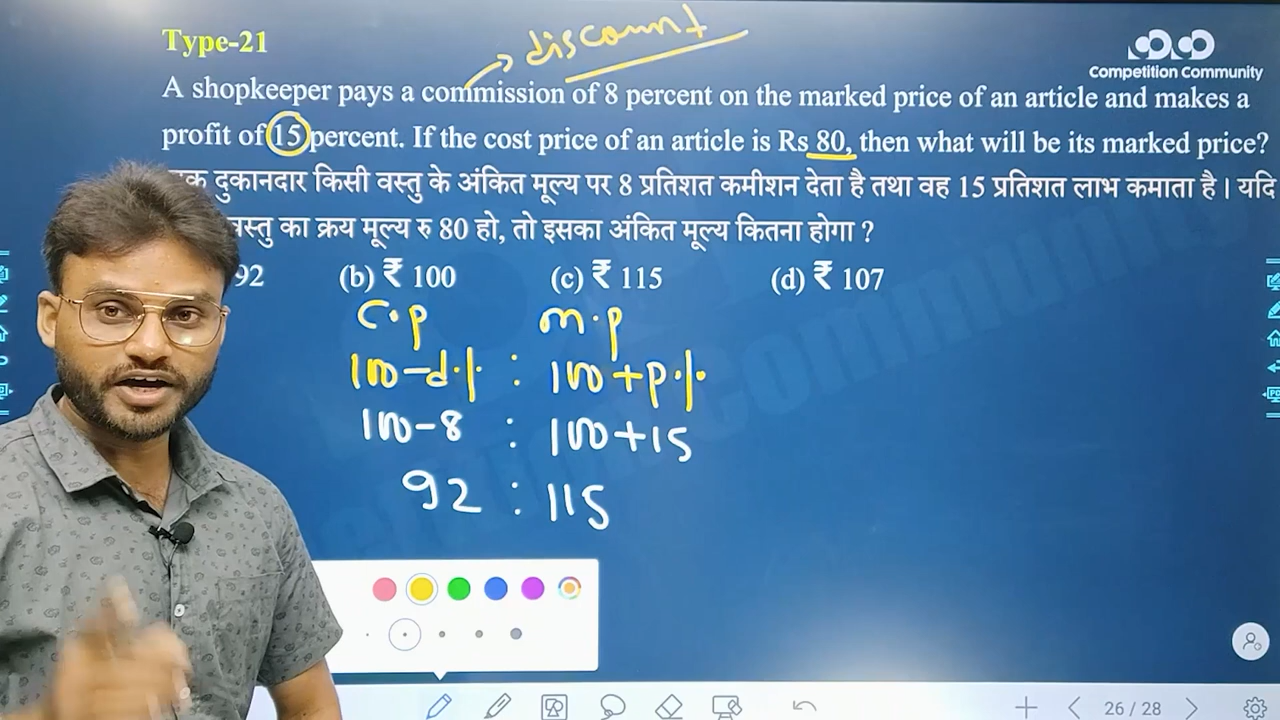 discount
Type-21
Competition Community
A shopkeeper pays a commission of 8 percent on the marked price of an article and makes a
profit of 15 percent. If the cost price of an article is Rs 80, then what will be its marked price?
दुकानदार किसी वस्तु के अंकित मूल्य पर 8 प्रतिशत कमीशन देता है तथा वह 15 प्रतिशत लाभ कमाता है। यदि
वस्तु का क्रय मूल्य रु 80 हो, तो इसका अंकित मूल्य कितना होगा ?
92 (b) ₹ 100 (c) ₹ 115 (d) ₹ 107
C.p m.p
100-d.% : 100+p.%
100-8 : 100+15
92 : 115
26 / 28